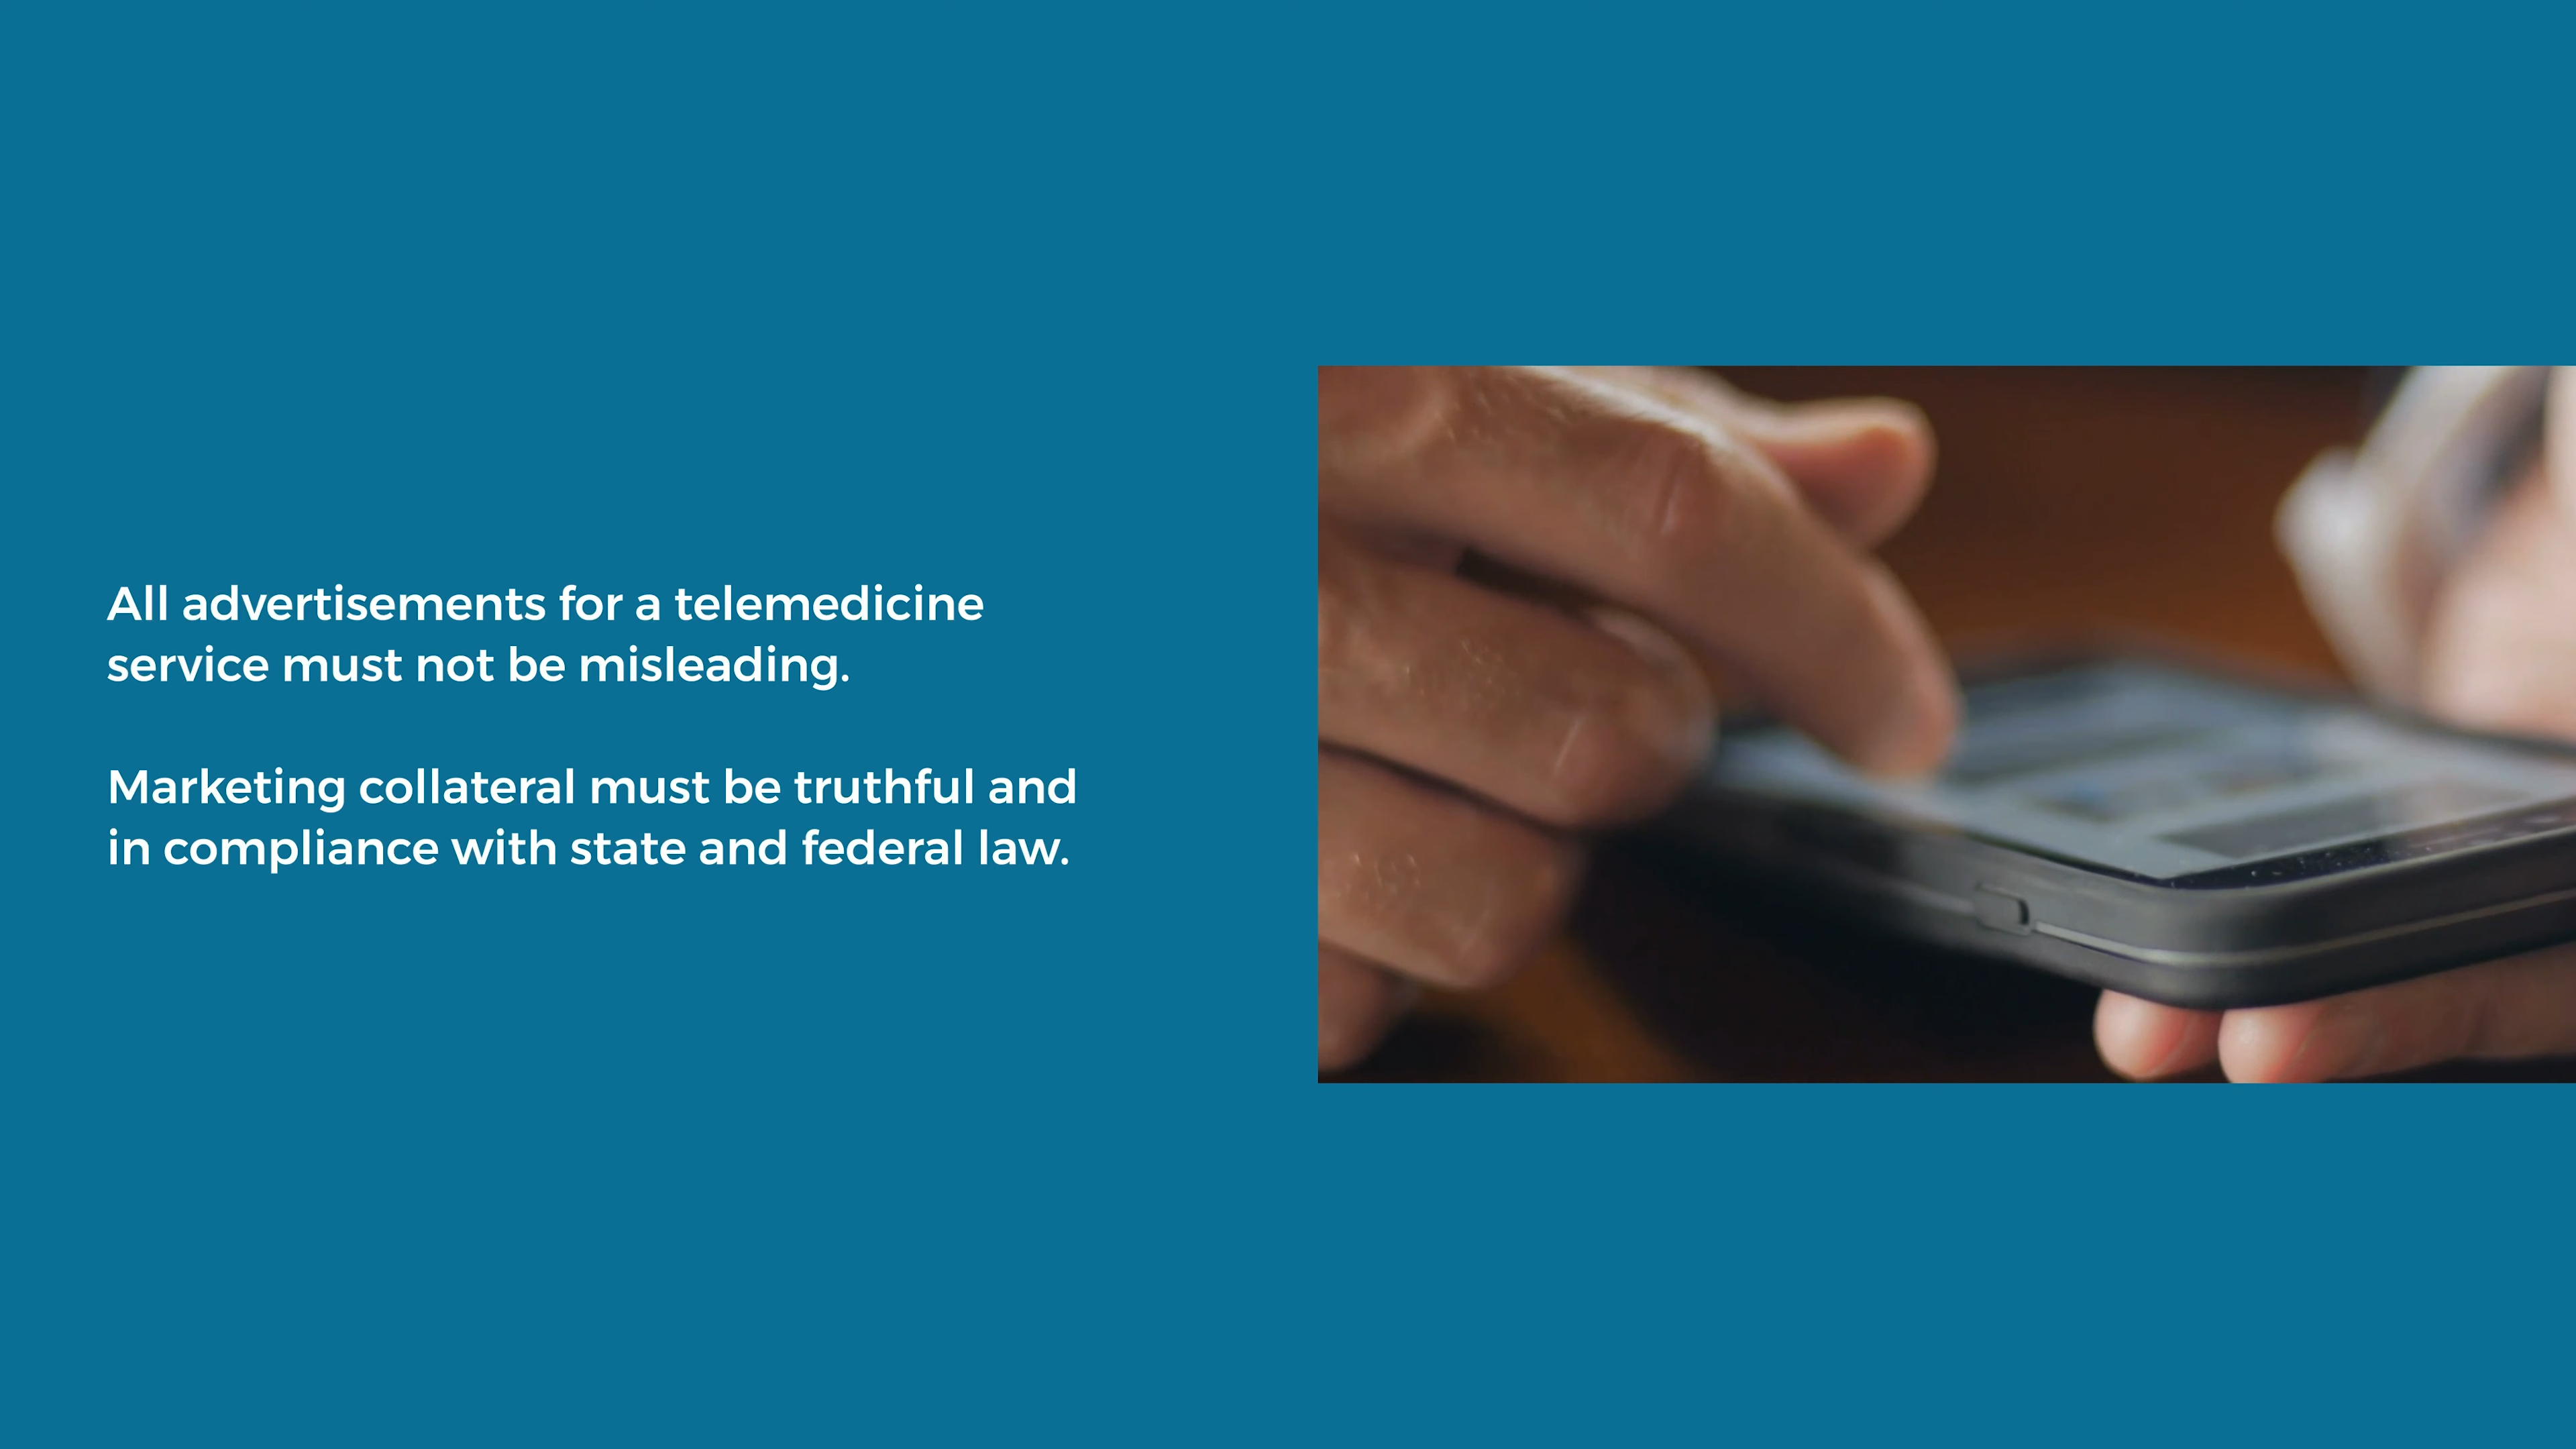 All advertisements for a telemedicine
service must not be misleading.
Marketing collateral must be truthful and
in compliance with state and federal law.